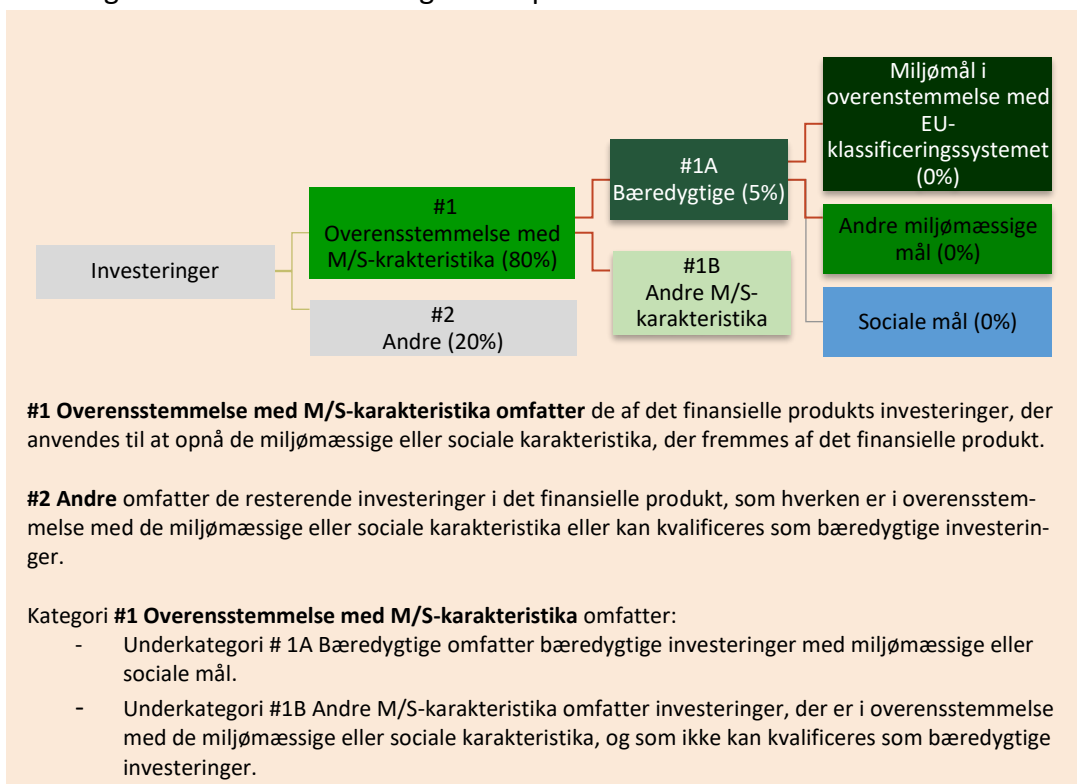 Miljømål i
overenstemmelse med
EU-
klassificeringssystemet
(0%)
#1A
Bæredygtige (5%)
#1
Overensstemmelse med
M/S-krakteristika (80%)
Andre miljømæssige
mål (0%)
Investeringer
#1B
Andre M/S-
karakteristika
#2
Andre (20%)
Sociale mål (0%)
#1 Overensstemmelse med M/S-karakteristika omfatter de af det finansielle produkts investeringer, der
anvendes til at opnå de miljømæssige eller sociale karakteristika, der fremmes af det finansielle produkt.
#2 Andre omfatter de resterende investeringer i det finansielle produkt, som hverken er i overensstem-
melse med de miljømæssige eller sociale karakteristika eller kan kvalificeres som bæredygtige investerin-
ger.
Kategori #1 Overensstemmelse med M/S-karakteristika omfatter:
- Underkategori # 1A Bæredygtige omfatter bæredygtige investeringer med miljømæssige eller
sociale mål.
- Underkategori #1B Andre M/S-karakteristika omfatter investeringer, der er i overensstemmelse
med de miljømæssige eller sociale karakteristika, og som ikke kan kvalificeres som bæredygtige
investeringer.